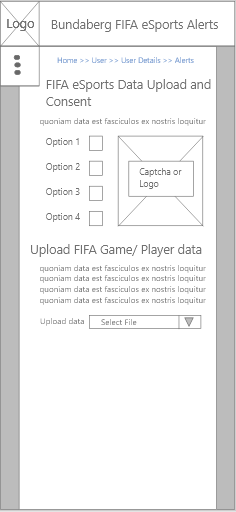 Logo
Bundaberg FIFA eSports Alerts
Home >> User >> User Details >> Alerts
FIFA eSports Data Upload and
Consent
quoniam data est fasciculos ex nostris loquitur
Option 1
Option 2
Option 3
Option 4
Captcha or
Logo
Upload FIFA Game/ Player data
quoniam data est fasciculos ex nostris loquitur
quoniam data est fasciculos ex nostris loquitur
quoniam data est fasciculos ex nostris loquitur
quoniam data est fasciculos ex nostris loquitur
Upload data
Select File